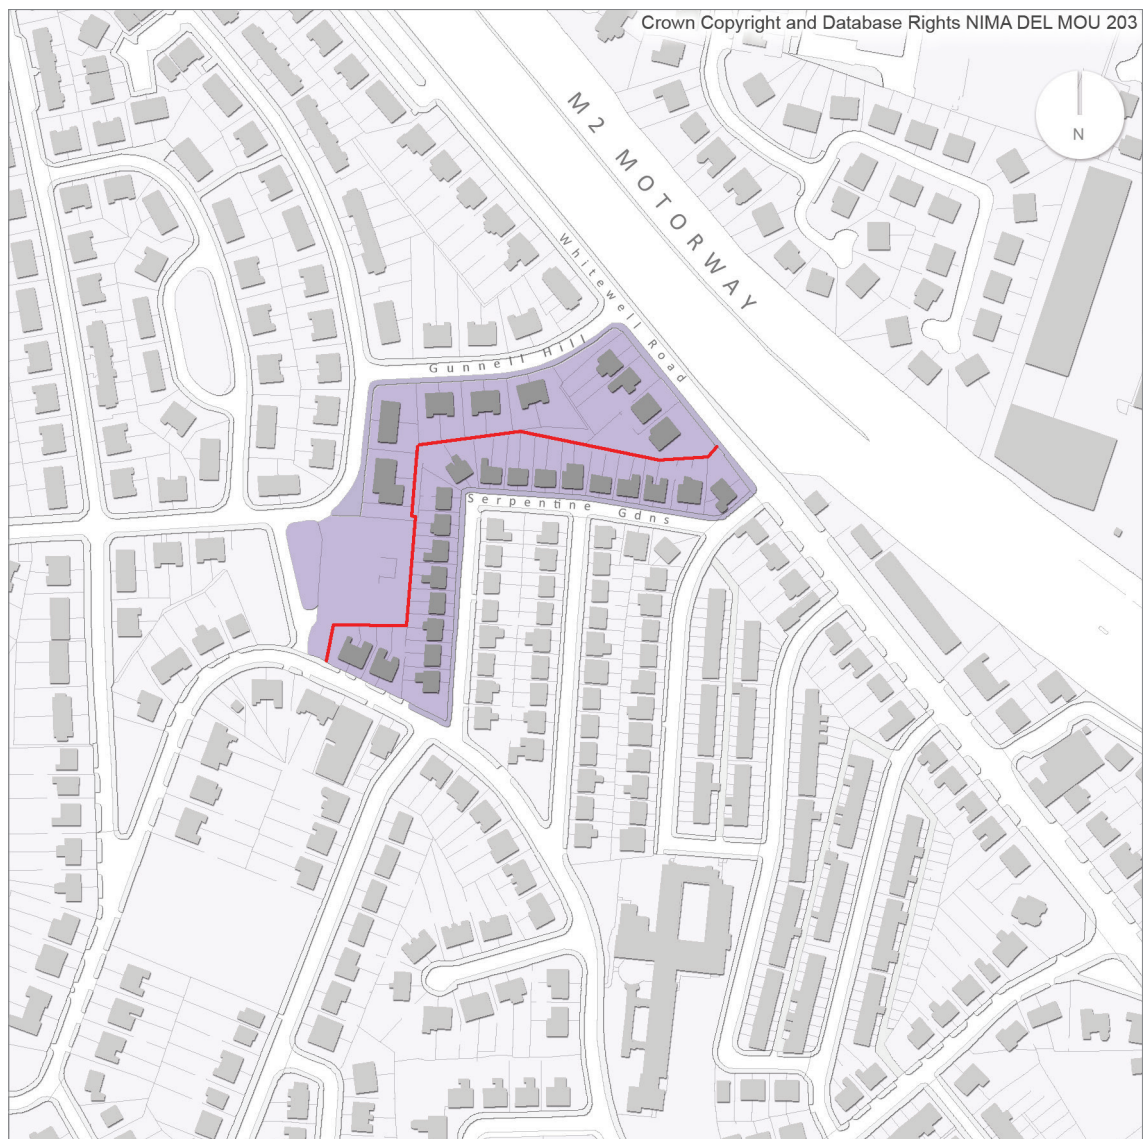 Crown Copyright and Database Rights NIMA DEL MOU 203
M2 MOTORWAY
N
Whitewell Road
Gunnell Hill
Serpentine Gdns